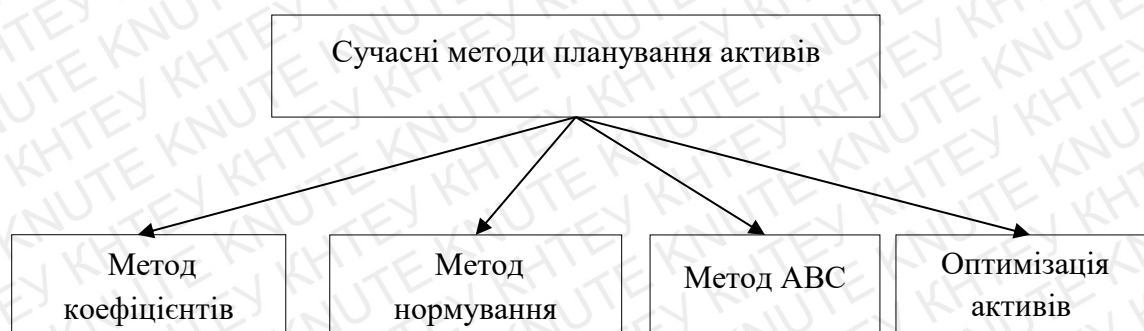 Сучасні методи планування активів
Метод
коефіцієнтів
Метод
нормування
Метод АВС
Оптимізація
активів